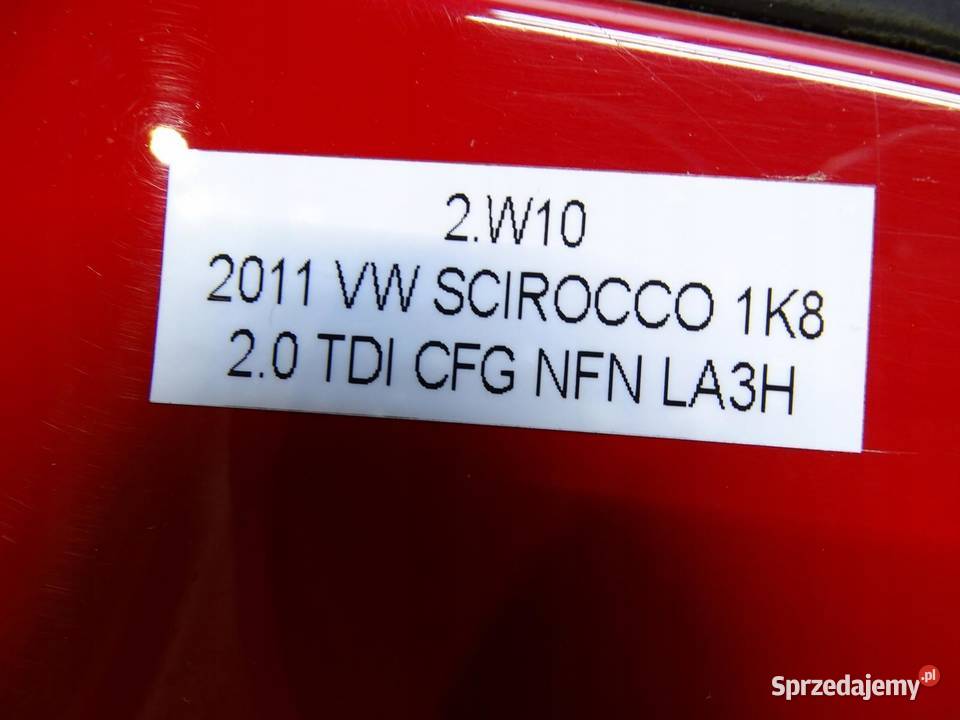 2.W10
2011 VW SCIROCCO 1K8
2.0 TDI CFG NFN LA3H
Sprzedajemy.pl